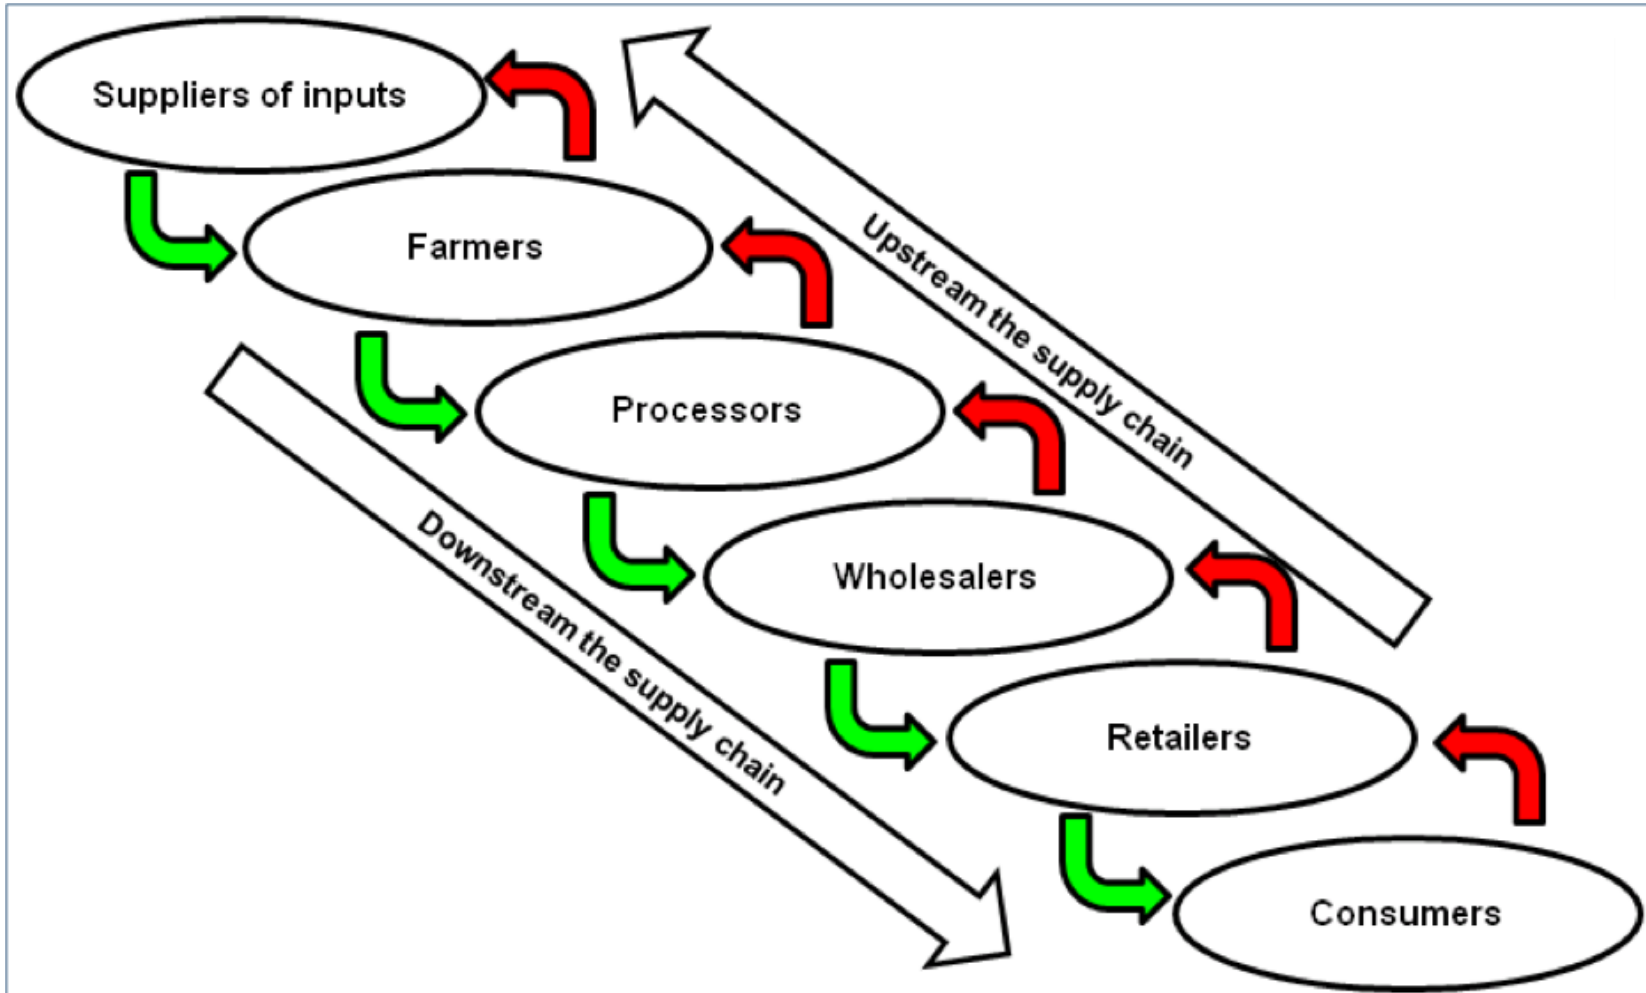 Suppliers of inputs
Farmers
Upstream the supply chain
Processors
Downstream the supply chain
Wholesalers
Retailers
Consumers